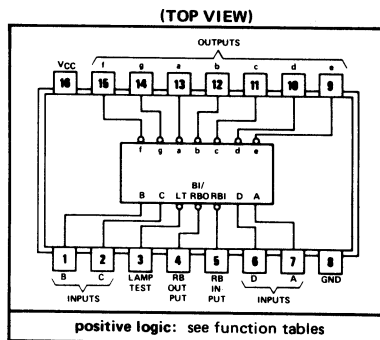 (TOP VIEW)
OUTPUTS
VCC f g a b c d e
16 15 14 13 12 11 10 9
f g a b c d e
BI/
B C LT RBO RBI D A
1 2 3 4 5 6 7 8
B C LAMP RB RB D A GND
INPUTS TEST OUT IN INPUTS
PUT PUT
positive logic: see function tables